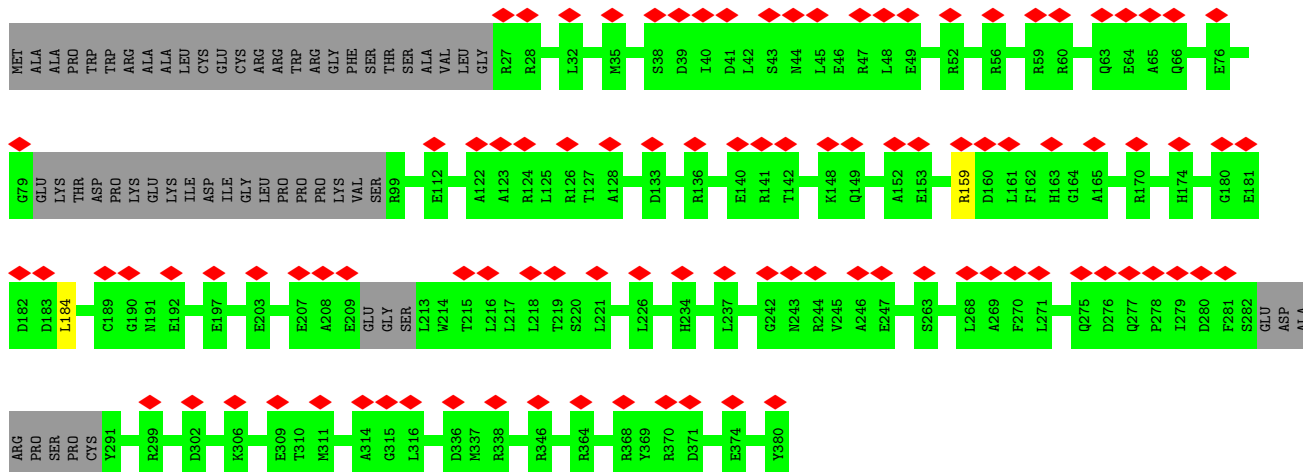 MET ALA ALA PRO TRP TRP ARG ALA ALA LEU CYS GLU CYS ARG ARG TRP ARG GLY PHE SER THR SER ALA VAL LEU GLY R27 R28 L32 M35 S38 D39 I40 D41 L42 S43 N44 L45 E46 R47 L48 E49 R52 R56 R59 R60 Q63 E64 A65 Q66 E76
G79 GLU LYS THR ASP PRO LYS GLU LYS ILE ASP ILE GLY LEU PRO PRO PRO LYS VAL SER R99 E112 A122 A123 R124 L125 R126 T127 A128 D133 R136 E140 R141 T142 K148 Q149 A152 E153 R159 D160 L161 F162 H163 G164 A165 R170 H174 G180 E181
D182 D183 L184 C189 G190 N191 E192 E197 E203 E207 A208 E209 GLU GLY SER L213 W214 T215 L216 L217 L218 T219 S220 L221 L226 H234 L237 G242 N243 R244 V245 A246 E247 S263 L268 A269 F270 L271 Q275 D276 Q277 P278 I279 D280 F281 S282 GLU ASP ALA
ARG PRO SER PRO CYS Y291 R299 D302 K306 E309 T310 M311 A314 G315 L316 D336 M337 R338 R346 R364 R368 Y369 R370 D371 E374 Y380